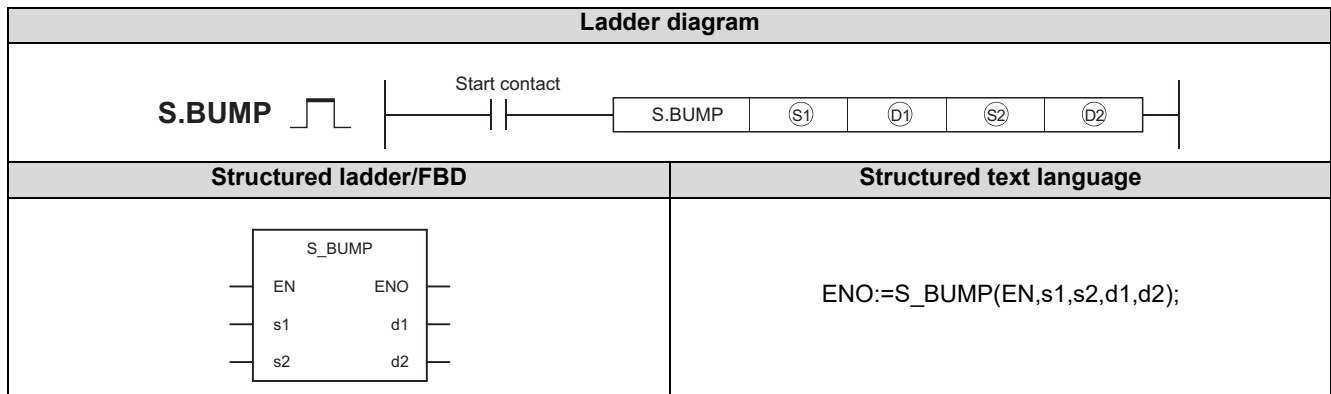 Ladder diagram
Start contact
S.BUMP
S.BUMP S1 D1 S2 D2
Structured ladder/FBD Structured text language
S_BUMP
EN ENO
s1 d1
s2 d2
ENO:=S_BUMP(EN,s1,s2,d1,d2);